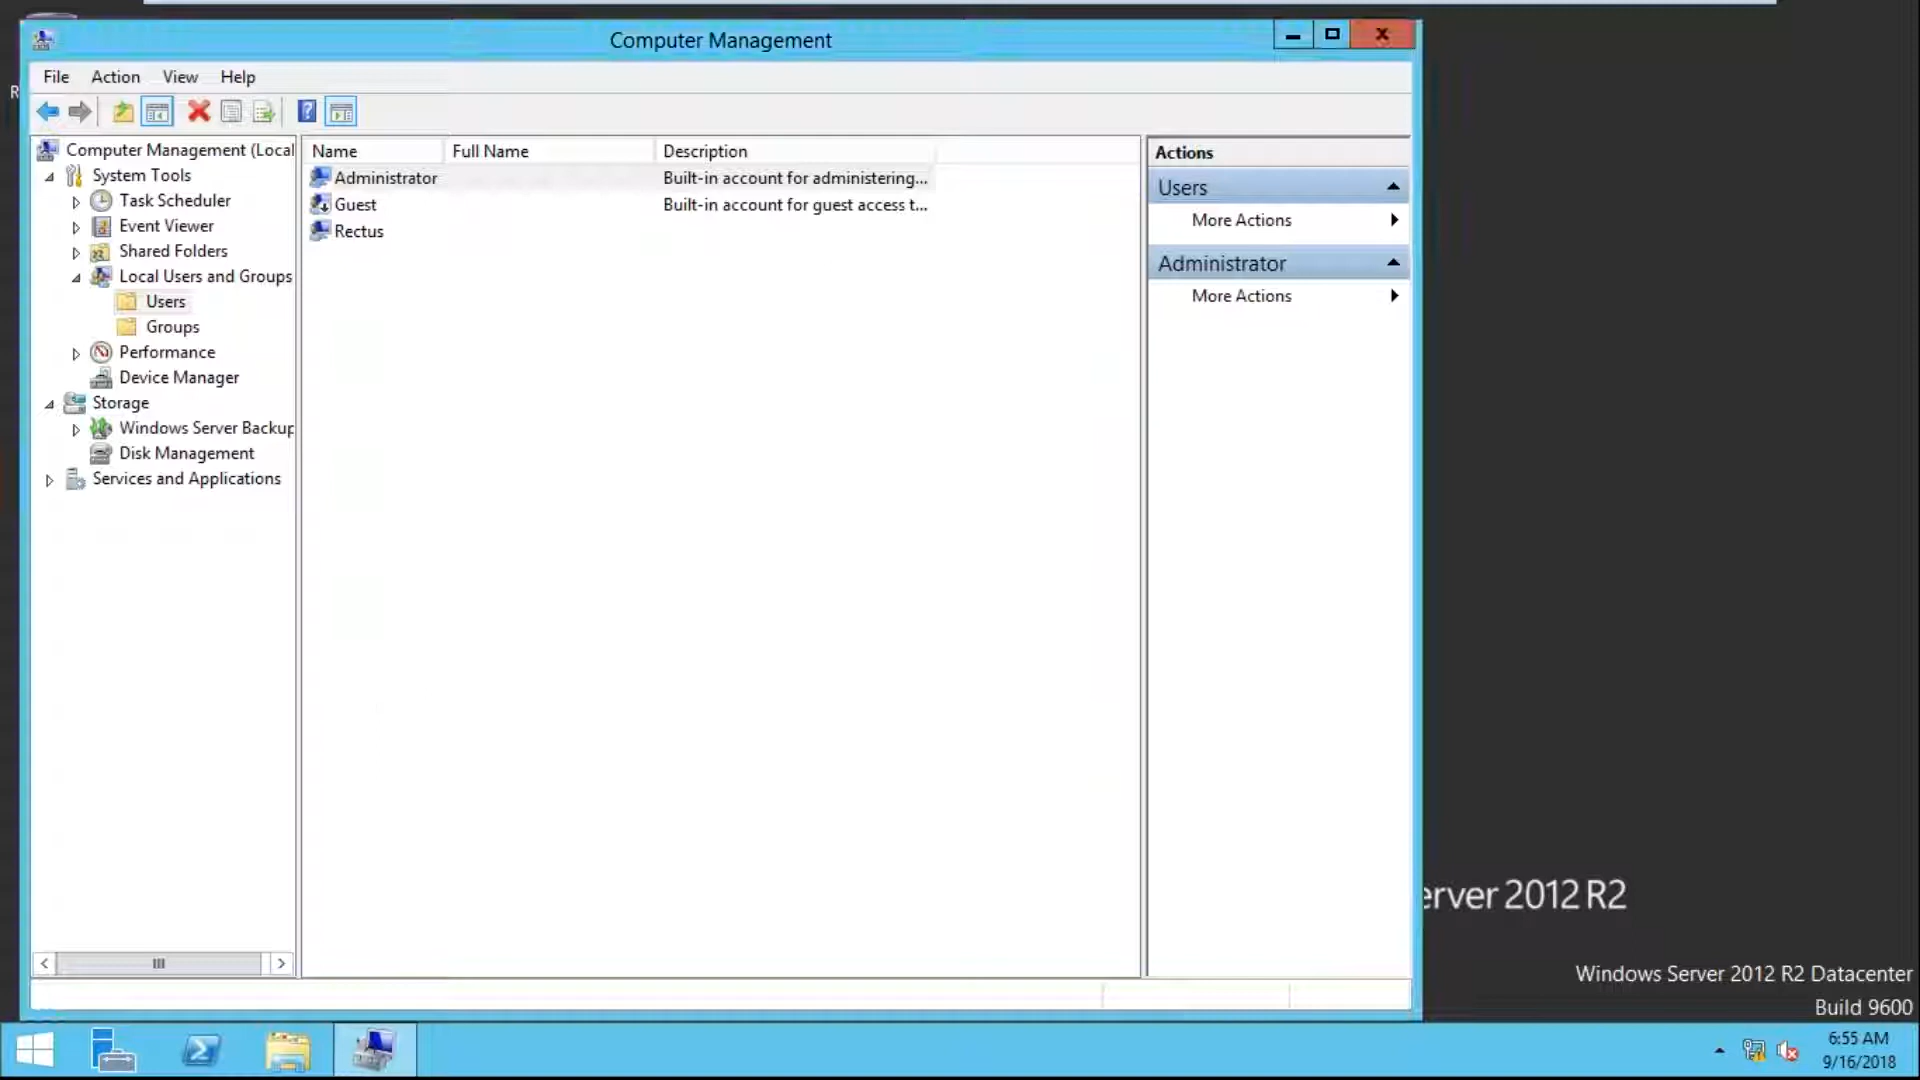 Computer Management
File Action View Help
R
Computer Management (Local
System Tools
Task Scheduler
Event Viewer
Shared Folders
Local Users and Groups
Users
Groups
Performance
Device Manager
Storage
Windows Server Backup
Disk Management
Services and Applications
Name Full Name Description
Administrator Built-in account for administering...
Guest Built-in account for guest access t...
Rectus
Actions
Users
More Actions
Administrator
More Actions
erver 2012 R2
Windows Server 2012 R2 Datacenter
Build 9600
6:55 AM
9/16/2018